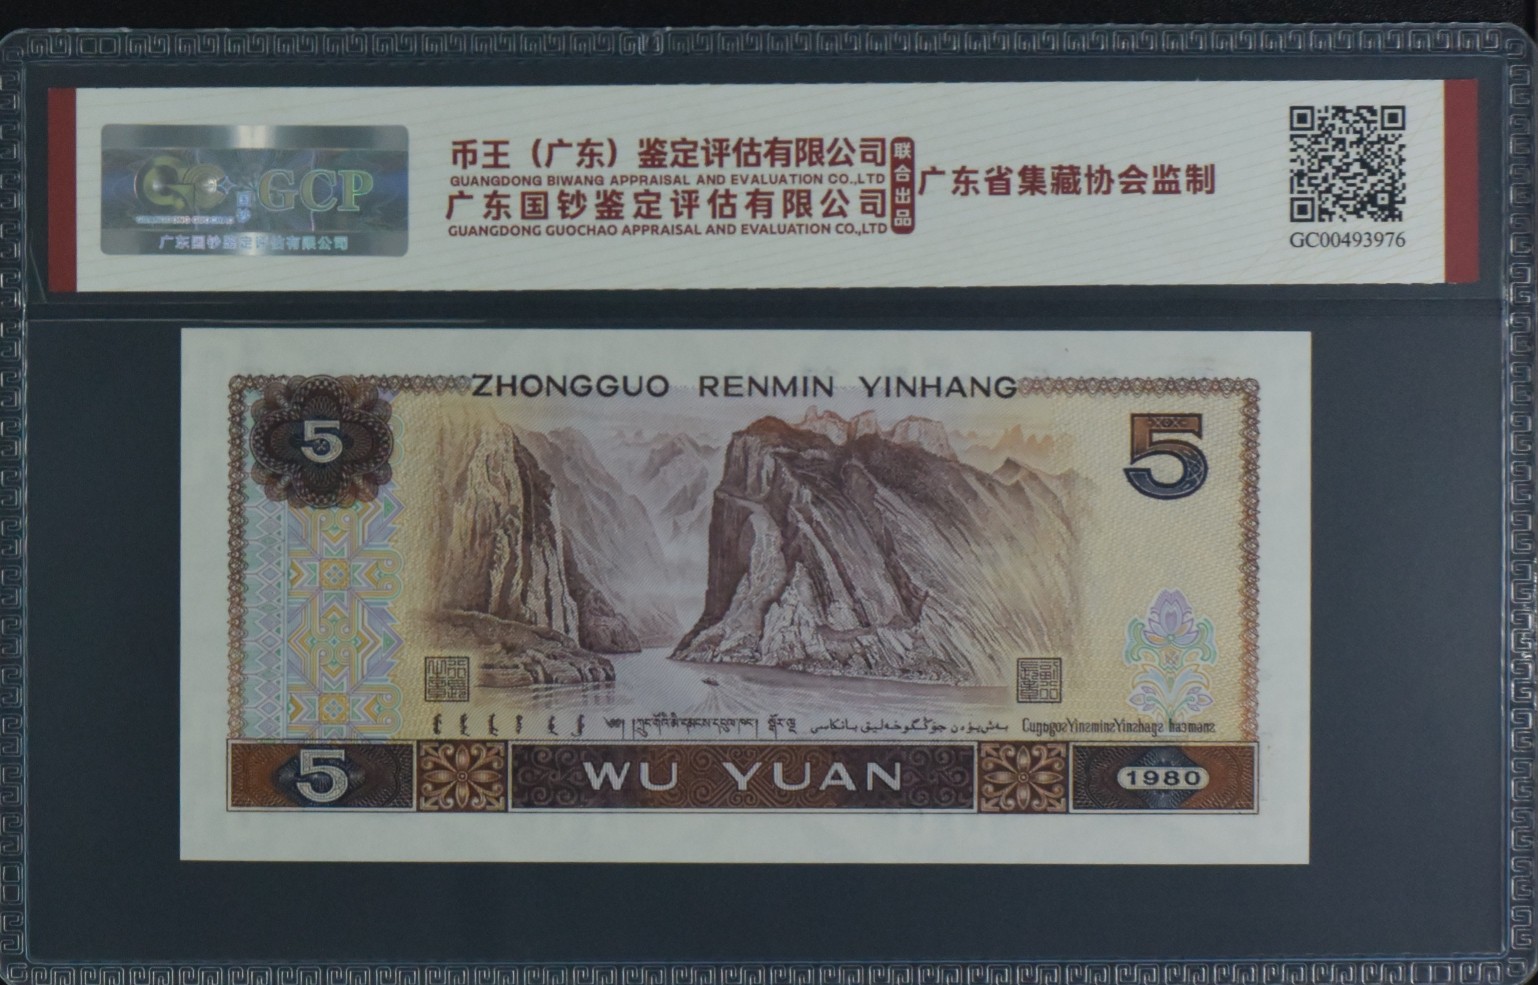 GCP
国钞
广东国钞鉴定评估有限公司
币王（广东）鉴定评估有限公司
GUANGDONG BIWANG APPRAISAL AND EVALUATION CO.,LTD
广东国钞鉴定评估有限公司
GUANGDONG GUOCHAO APPRAISAL AND EVALUATION CO.,LTD
联合出品
广东省集藏协会监制
GC00493976
ZHONGGUO RENMIN YINHANG
5
5
5
WU YUAN
1980